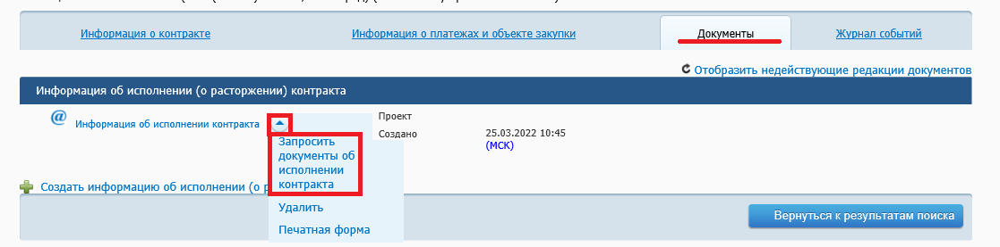 Информация о контракте
Информация о платежах и объекте закупки
Документы
Журнал событий
Отобразить недействующие редакции документов
Информация об исполнении (о расторжении) контракта
@ Информация об исполнении контракта
Проект
Создано
25.03.2022 10:45
(МСК)
Запросить
документы об
исполнении
контракта
Создать информацию об исполнении (о р
Удалить
Печатная форма
Вернуться к результатам поиска